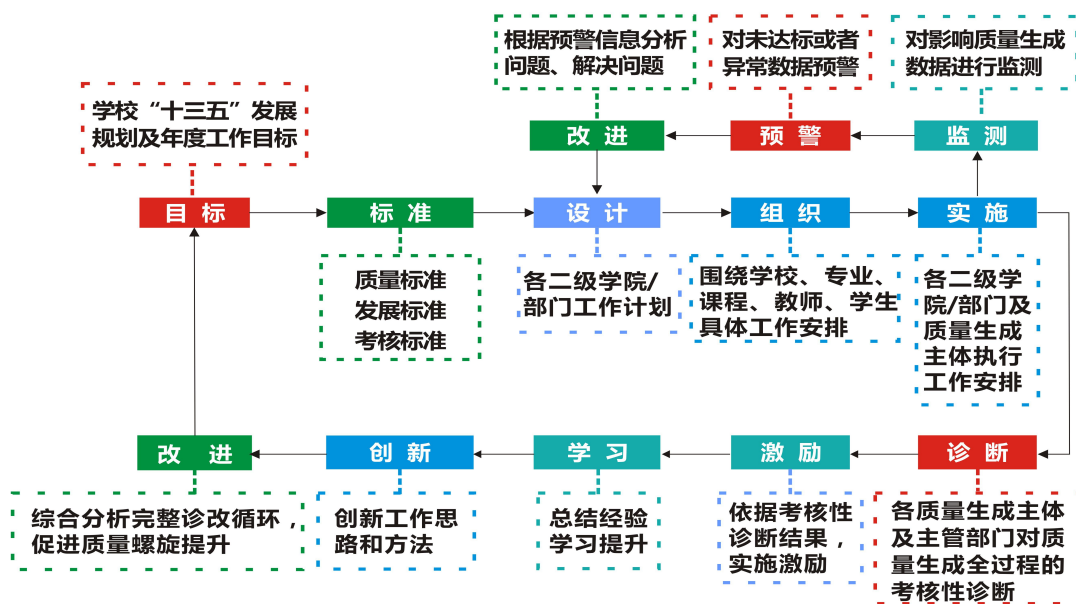 根据预警信息分析
问题、解决问题
对未达标或者
异常数据预警
对影响质量生成
数据进行监测
学校“十三五”发展
规划及年度工作目标
改进
预警
监测
目标
标准
设计
组织
实施
质量标准
发展标准
考核标准
各二级学院/
部门工作计划
围绕学校、专业、
课程、教师、学生
具体工作安排
各二级学
院/部门及
质量生成
主体执行
工作安排
改进
创新
学习
激励
诊断
综合分析完整诊改循环，
促进质量螺旋提升
创新工作思
路和方法
总结经验
学习提升
依据考核性
诊断结果，
实施激励
各质量生成主体
及主管部门对质
量生成全过程的
考核性诊断